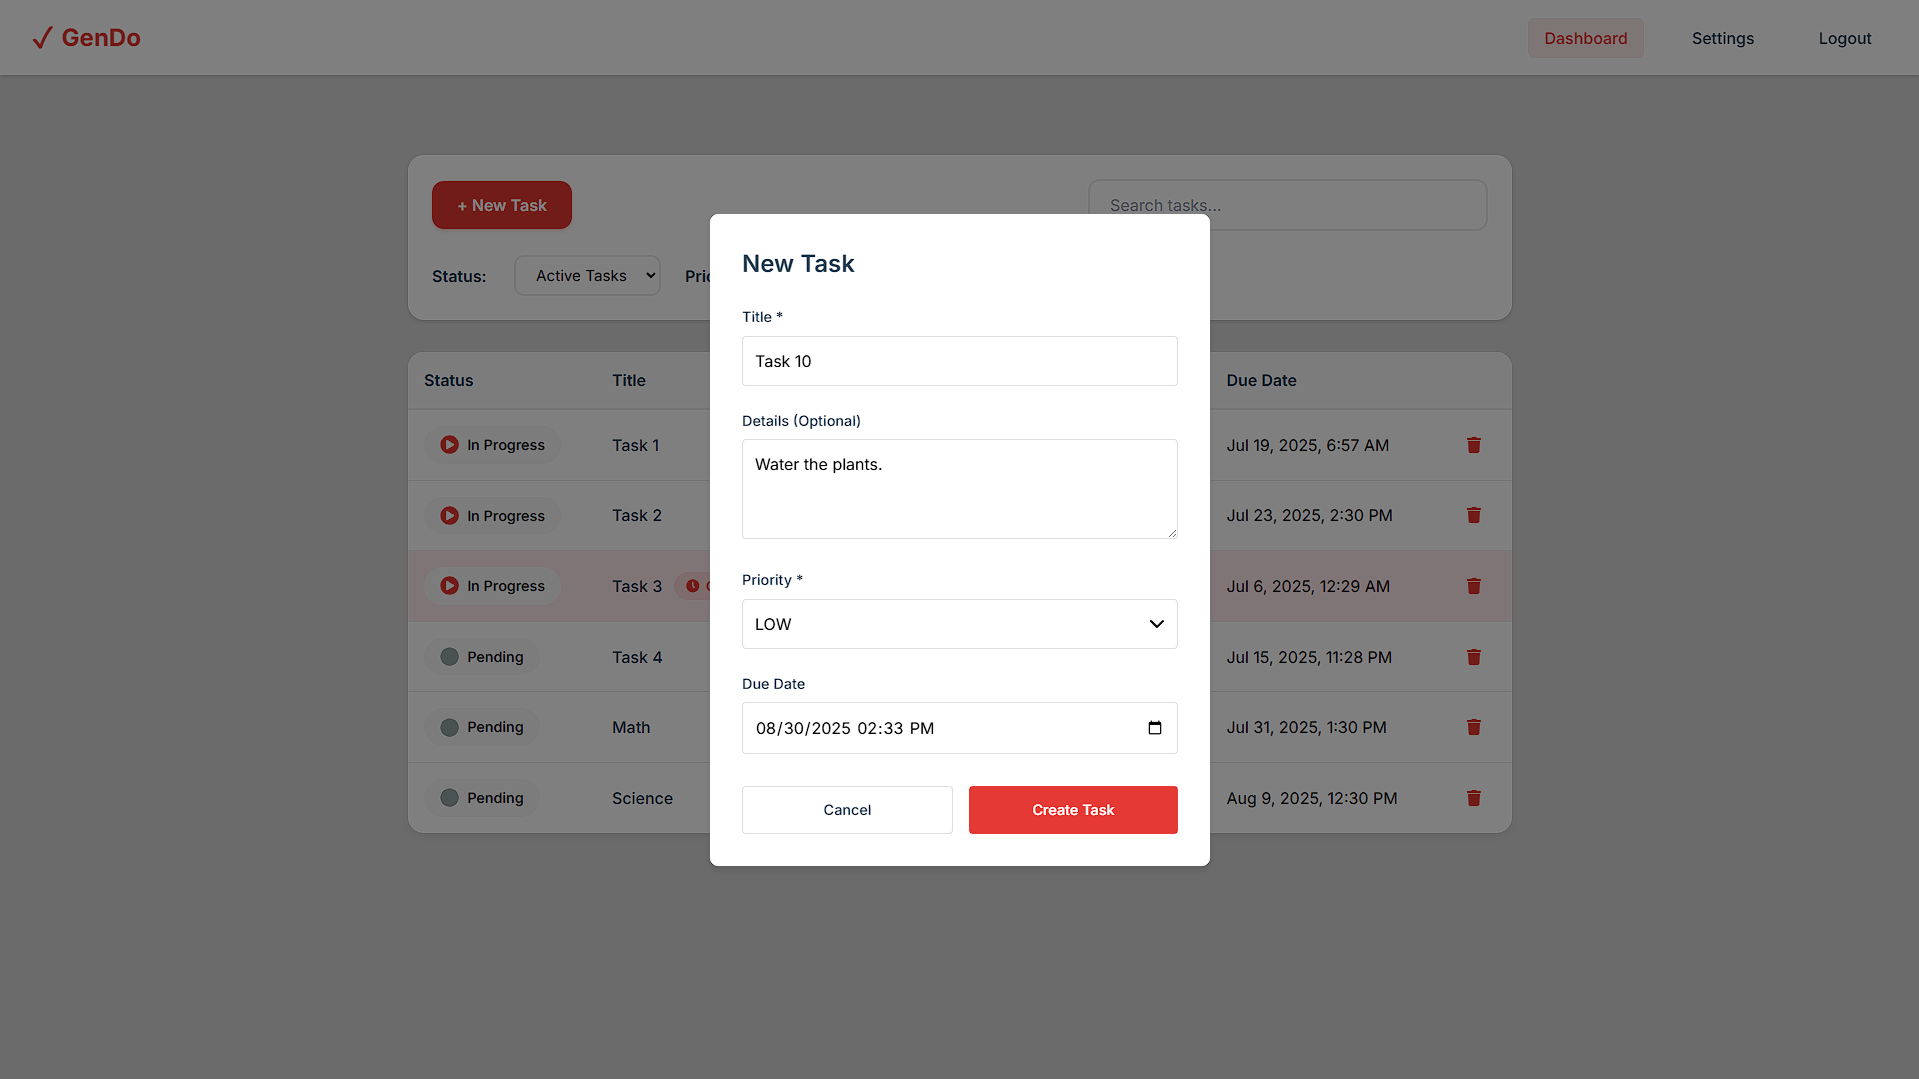 GenDo
Dashboard
Settings
Logout
+ New Task
Search tasks...
Status:
Active Tasks
New Task
Title *
Task 10
Details (Optional)
Water the plants.
Priority *
LOW
Due Date
08/30/2025 02:33 PM
Cancel
Create Task
Status Title Due Date
In Progress Task 1 Jul 19, 2025, 6:57 AM
In Progress Task 2 Jul 23, 2025, 2:30 PM
In Progress Task 3 Jul 6, 2025, 12:29 AM
Pending Task 4 Jul 15, 2025, 11:28 PM
Pending Math Jul 31, 2025, 1:30 PM
Pending Science Aug 9, 2025, 12:30 PM